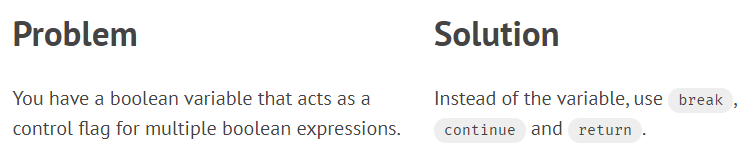 Problem
You have a boolean variable that acts as a
control flag for multiple boolean expressions.
Solution
Instead of the variable, use break,
continue and return.